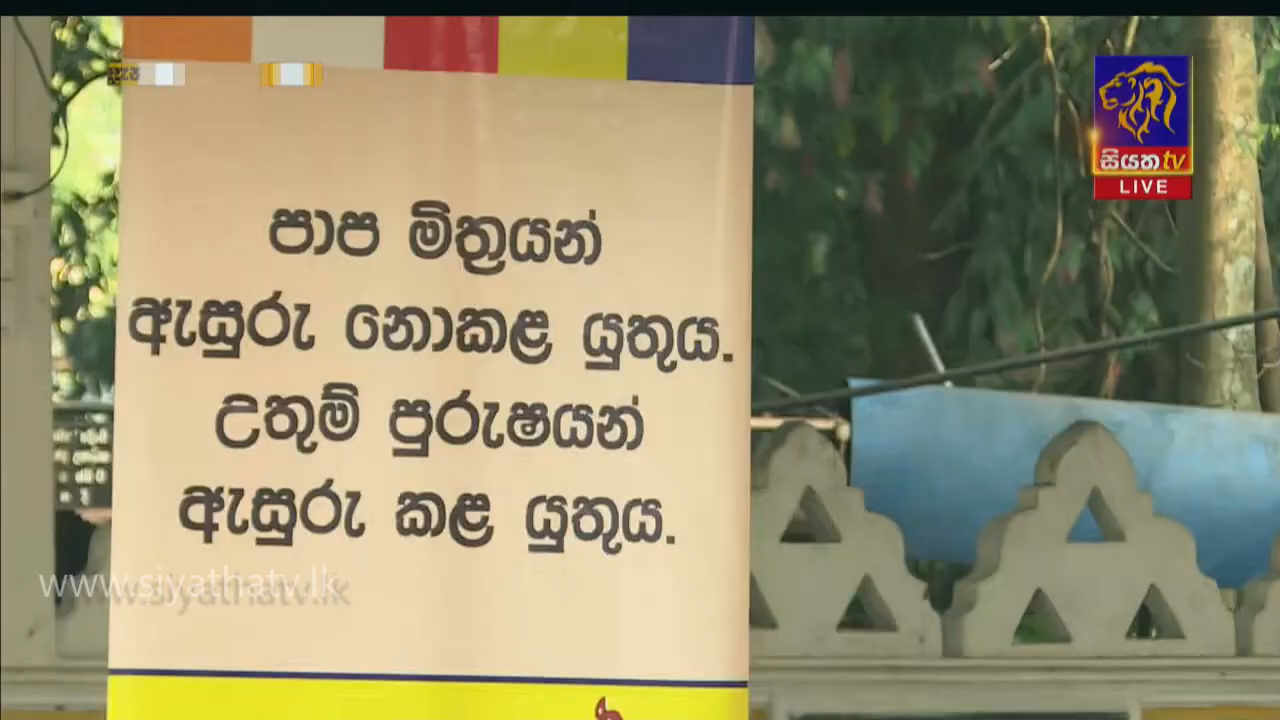 සියත tv
LIVE
පාප මිත්‍රයන්
ඇසුරු නොකළ යුතුය.
උතුම් පුරුෂයන්
ඇසුරු කළ යුතුය.
www.siyathatv.lk